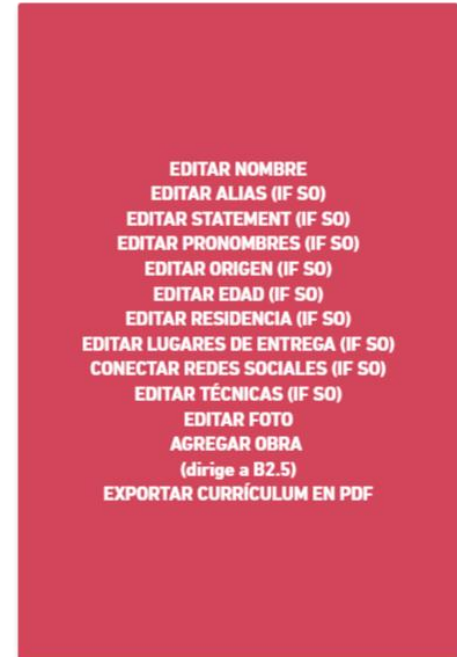 EDITAR NOMBRE
EDITAR ALIAS (IF SO)
EDITAR STATEMENT (IF SO)
EDITAR PRONOMBRES (IF SO)
EDITAR ORIGEN (IF SO)
EDITAR EDAD (IF SO)
EDITAR RESIDENCIA (IF SO)
EDITAR LUGARES DE ENTREGA (IF SO)
CONECTAR REDES SOCIALES (IF SO)
EDITAR TÉCNICAS (IF SO)
EDITAR FOTO
AGREGAR OBRA
(dirige a B2.5)
EXPORTAR CURRÍCULUM EN PDF